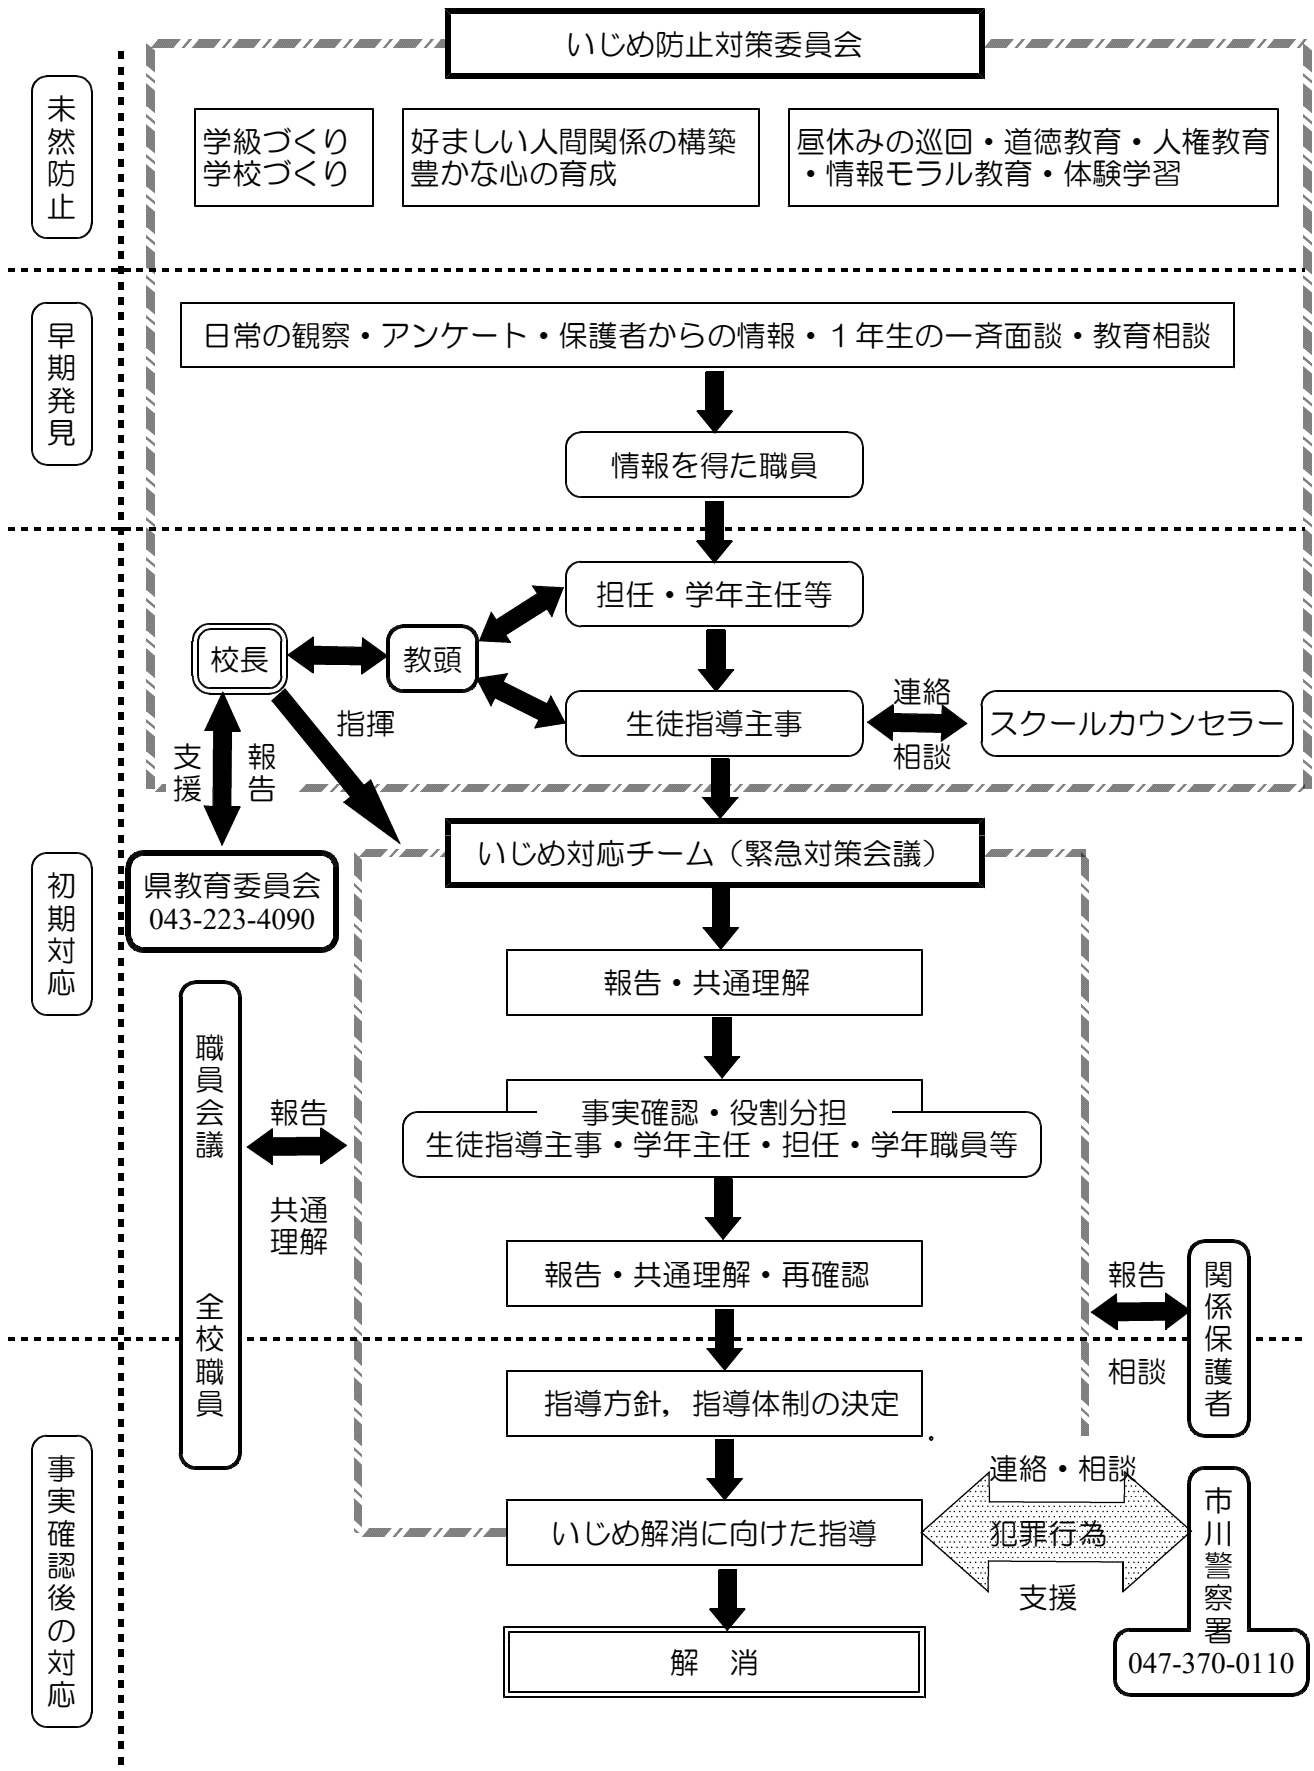 いじめ防止対策委員会
未然防止
学級づくり
学校づくり
好ましい人間関係の構築
豊かな心の育成
昼休みの巡回・道徳教育・人権教育
・情報モラル教育・体験学習
早期発見
日常の観察・アンケート・保護者からの情報・１年生の一斉面談・教育相談
情報を得た職員
担任・学年主任等
校長
教頭
指揮
生徒指導主事
連絡
相談
スクールカウンセラー
支援
報告
初期対応
いじめ対応チーム（緊急対策会議）
県教育委員会
043-223-4090
報告・共通理解
職員会議
全校職員
報告
共通
理解
事実確認・役割分担
生徒指導主事・学年主任・担任・学年職員等
報告・共通理解・再確認
報告
相談
関係保護者
指導方針，指導体制の決定
。
事実確認後の対応
いじめ解消に向けた指導
連絡・相談
犯罪行為
支援
市川警察署
047-370-0110
解　消